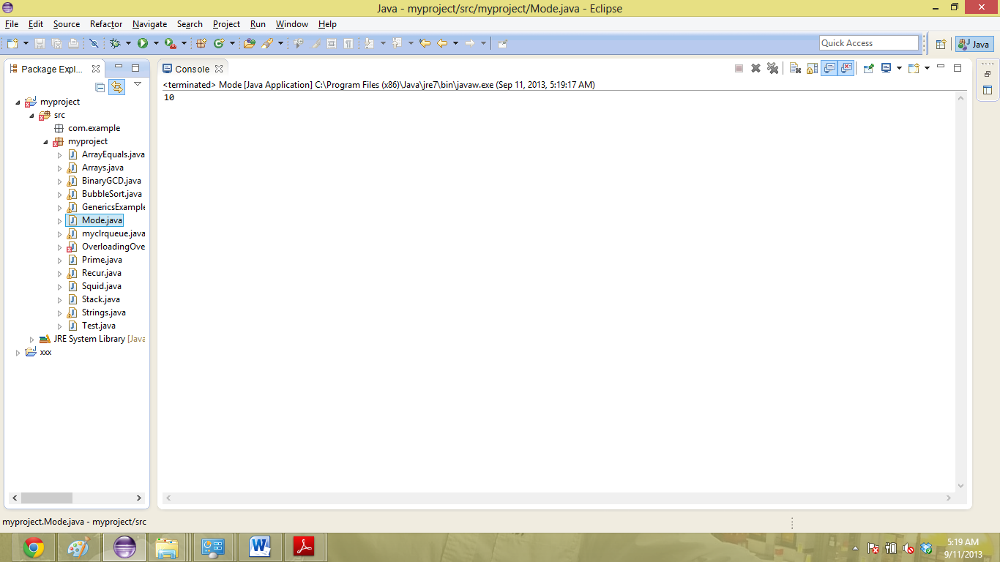 Java - myproject/src/myproject/Mode.java - Eclipse
File Edit Source Refactor Navigate Search Project Run Window Help
Quick Access
Java
Package Expl...
Console
<terminated> Mode [Java Application] C:\Program Files (x86)\Java\jre7\bin\javaw.exe (Sep 11, 2013, 5:19:17 AM)
10
myproject
src
com.example
myproject
ArrayEquals.java
Arrays.java
BinaryGCD.java
BubbleSort.java
GenericsExample
Mode.java
myclrqueue.java
OverloadingOve
Prime.java
Recur.java
Squid.java
Stack.java
Strings.java
Test.java
JRE System Library [Java
xxx
myproject.Mode.java - myproject/src
5:19 AM
9/11/2013